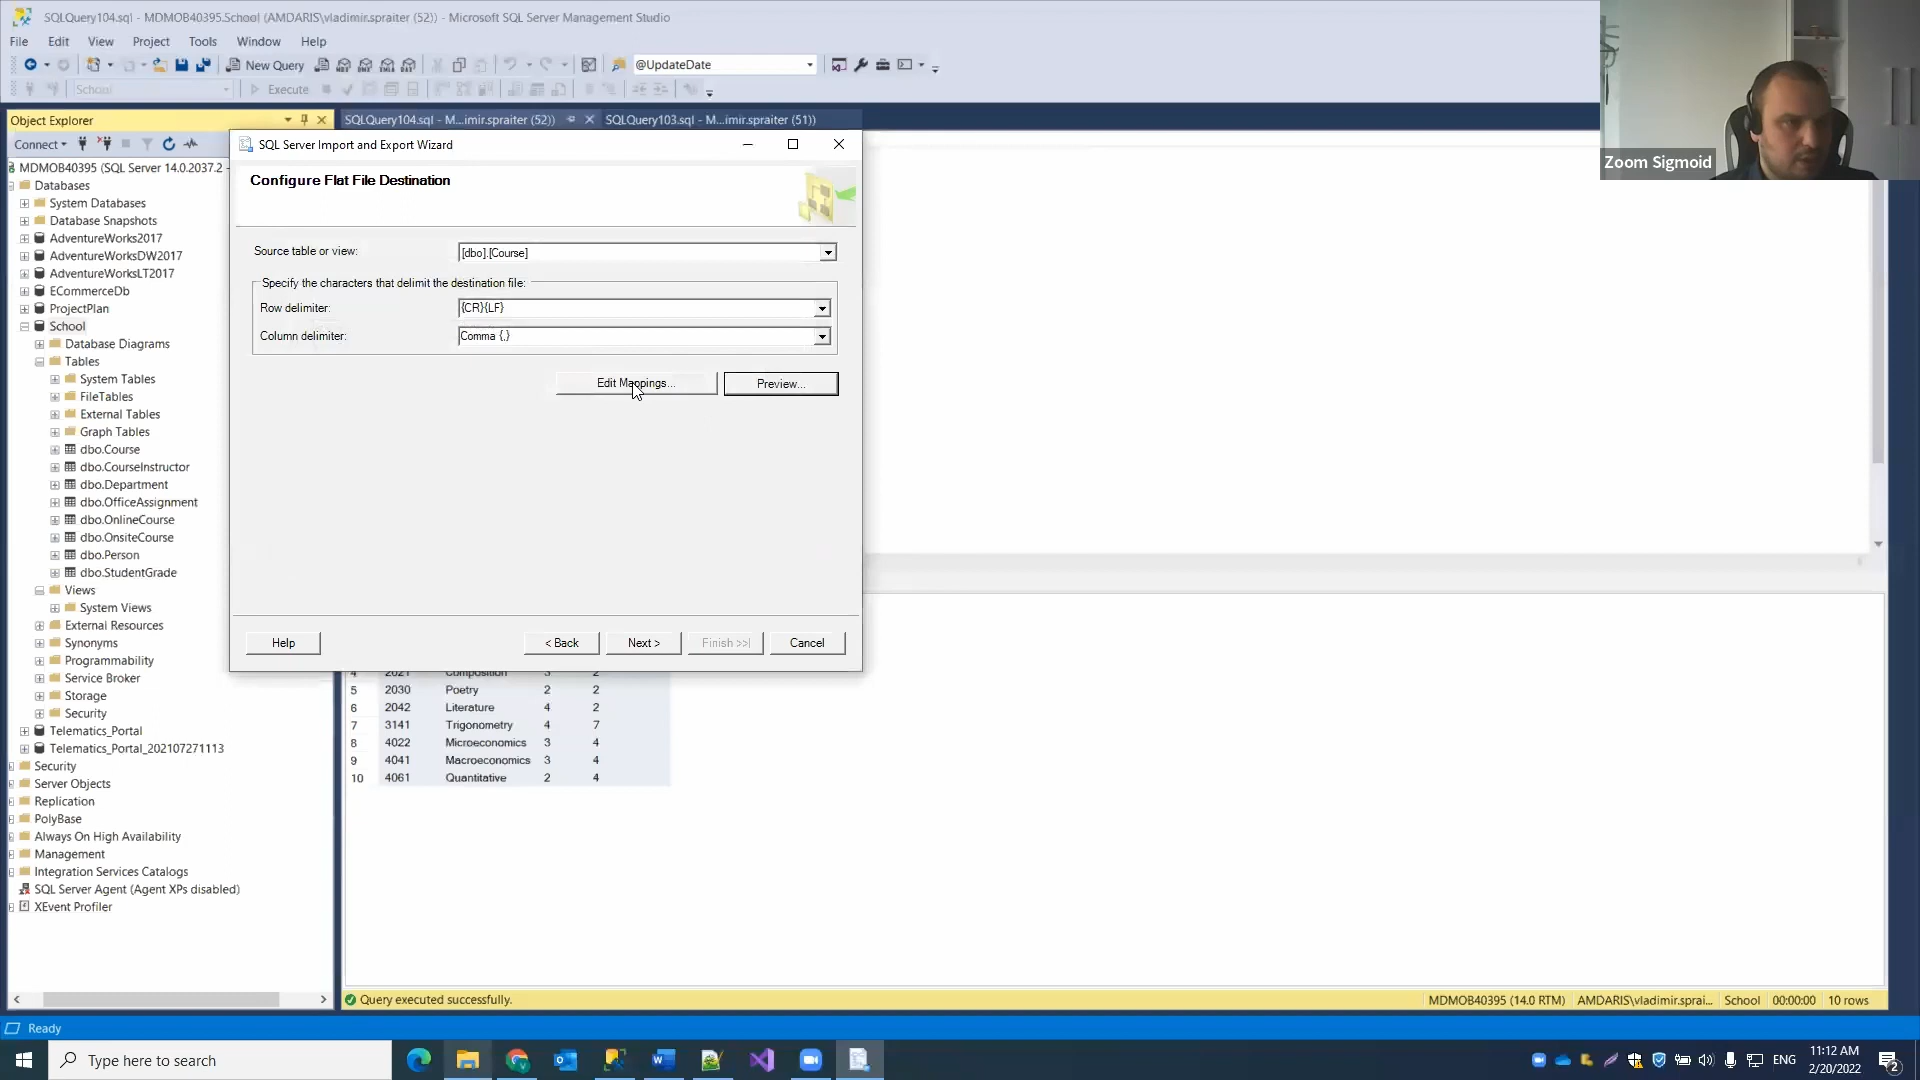 SQLQuery104.sql - MDMOB40395.School (AMDARIS\vladimir.spraiter (52)) - Microsoft SQL Server Management Studio
File Edit View Project Tools Window Help
New Query @UpdateDate
School Execute
Zoom Sigmoid
Object Explorer
SQLQuery104.sql - M...imir.spraiter (52))
SQLQuery103.sql - M...imir.spraiter (51))
Connect
MDMOB40395 (SQL Server 14.0.2037.2 -
Databases
System Databases
Database Snapshots
AdventureWorks2017
AdventureWorksDW2017
AdventureWorksLT2017
ECommerceDb
ProjectPlan
School
Database Diagrams
Tables
System Tables
FileTables
External Tables
Graph Tables
dbo.Course
dbo.CourseInstructor
dbo.Department
dbo.OfficeAssignment
dbo.OnlineCourse
dbo.OnsiteCourse
dbo.Person
dbo.StudentGrade
Views
System Views
External Resources
Synonyms
Programmability
Service Broker
Storage
Security
Telematics_Portal
Telematics_Portal_202107271113
Security
Server Objects
Replication
PolyBase
Always On High Availability
Management
Integration Services Catalogs
SQL Server Agent (Agent XPs disabled)
XEvent Profiler
SQL Server Import and Export Wizard
Configure Flat File Destination
Source table or view: [dbo].[Course]
Specify the characters that delimit the destination file:
Row delimiter: {CR}{LF}
Column delimiter: Comma {,}
Edit Mappings... Preview...
Help < Back Next > Finish >>| Cancel
4 2021 Composition 3 2
5 2030 Poetry 2 2
6 2042 Literature 4 2
7 3141 Trigonometry 4 7
8 4022 Microeconomics 3 4
9 4041 Macroeconomics 3 4
10 4061 Quantitative 2 4
Query executed successfully. MDMOB40395 (14.0 RTM) AMDARIS\vladimir.sprai... School 00:00:00 10 rows
Ready
Type here to search
ENG
11:12 AM
2/20/2022
2